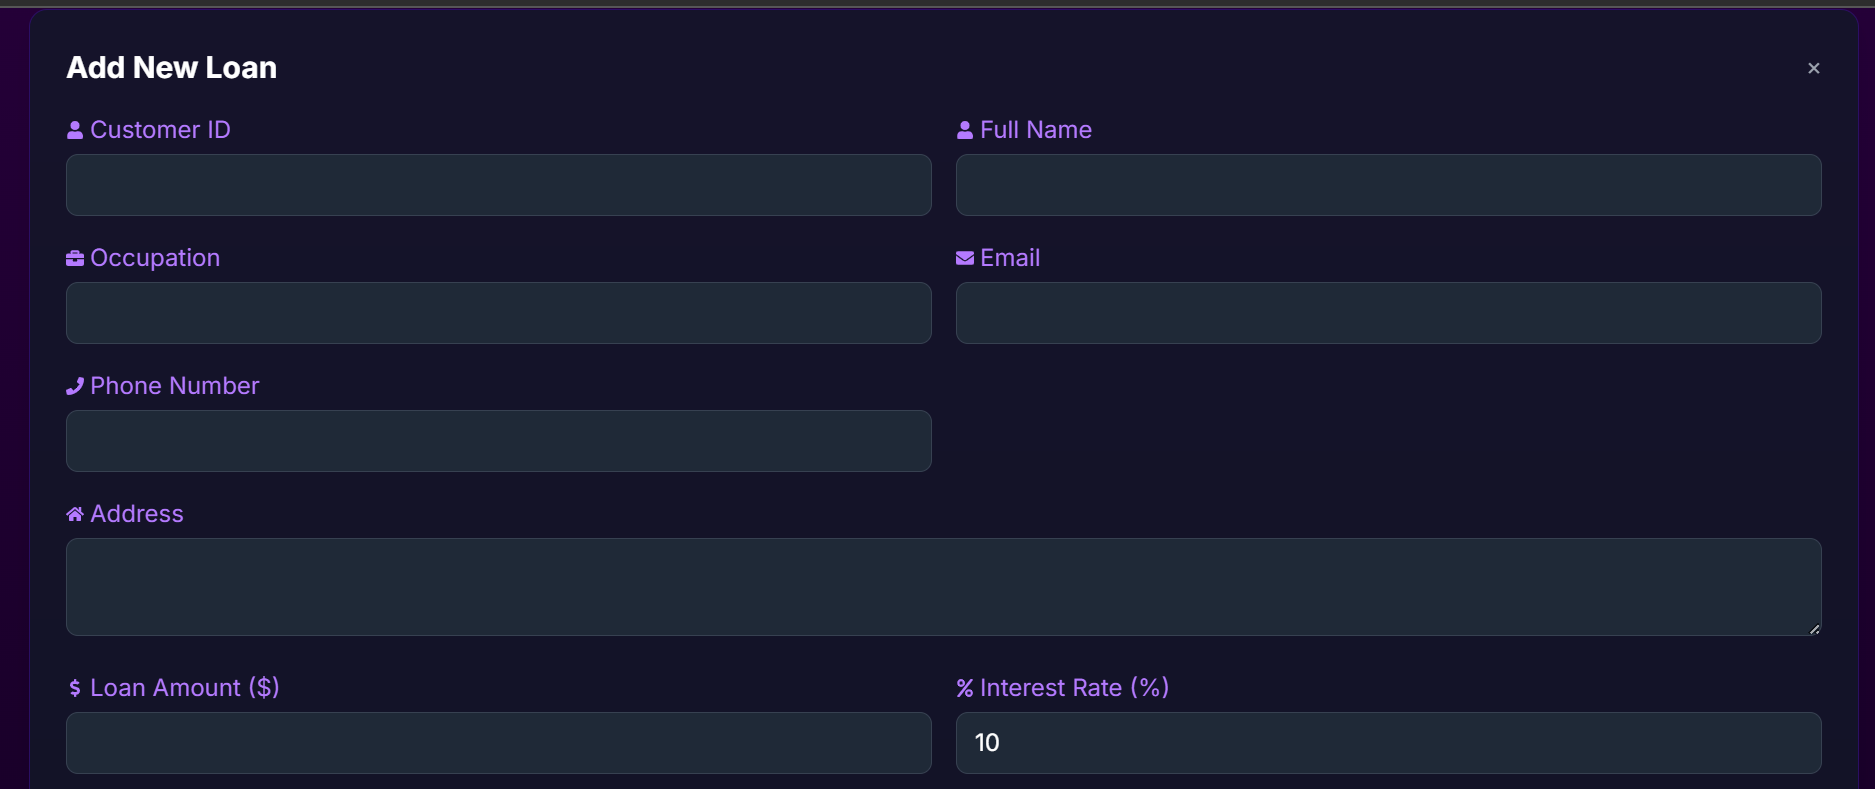 Add New Loan
×
Customer ID
Full Name
Occupation
Email
Phone Number
Address
$ Loan Amount ($)
% Interest Rate (%)
10